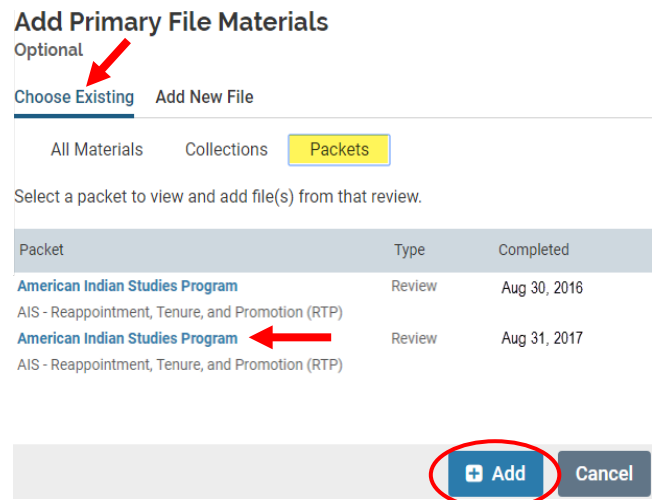 Add Primary File Materials
Optional
Choose Existing Add New File
All Materials Collections Packets
Select a packet to view and add file(s) from that review.
Packet Type Completed
American Indian Studies Program Review Aug 30, 2016
AIS - Reappointment, Tenure, and Promotion (RTP)
American Indian Studies Program Review Aug 31, 2017
AIS - Reappointment, Tenure, and Promotion (RTP)
Add Cancel